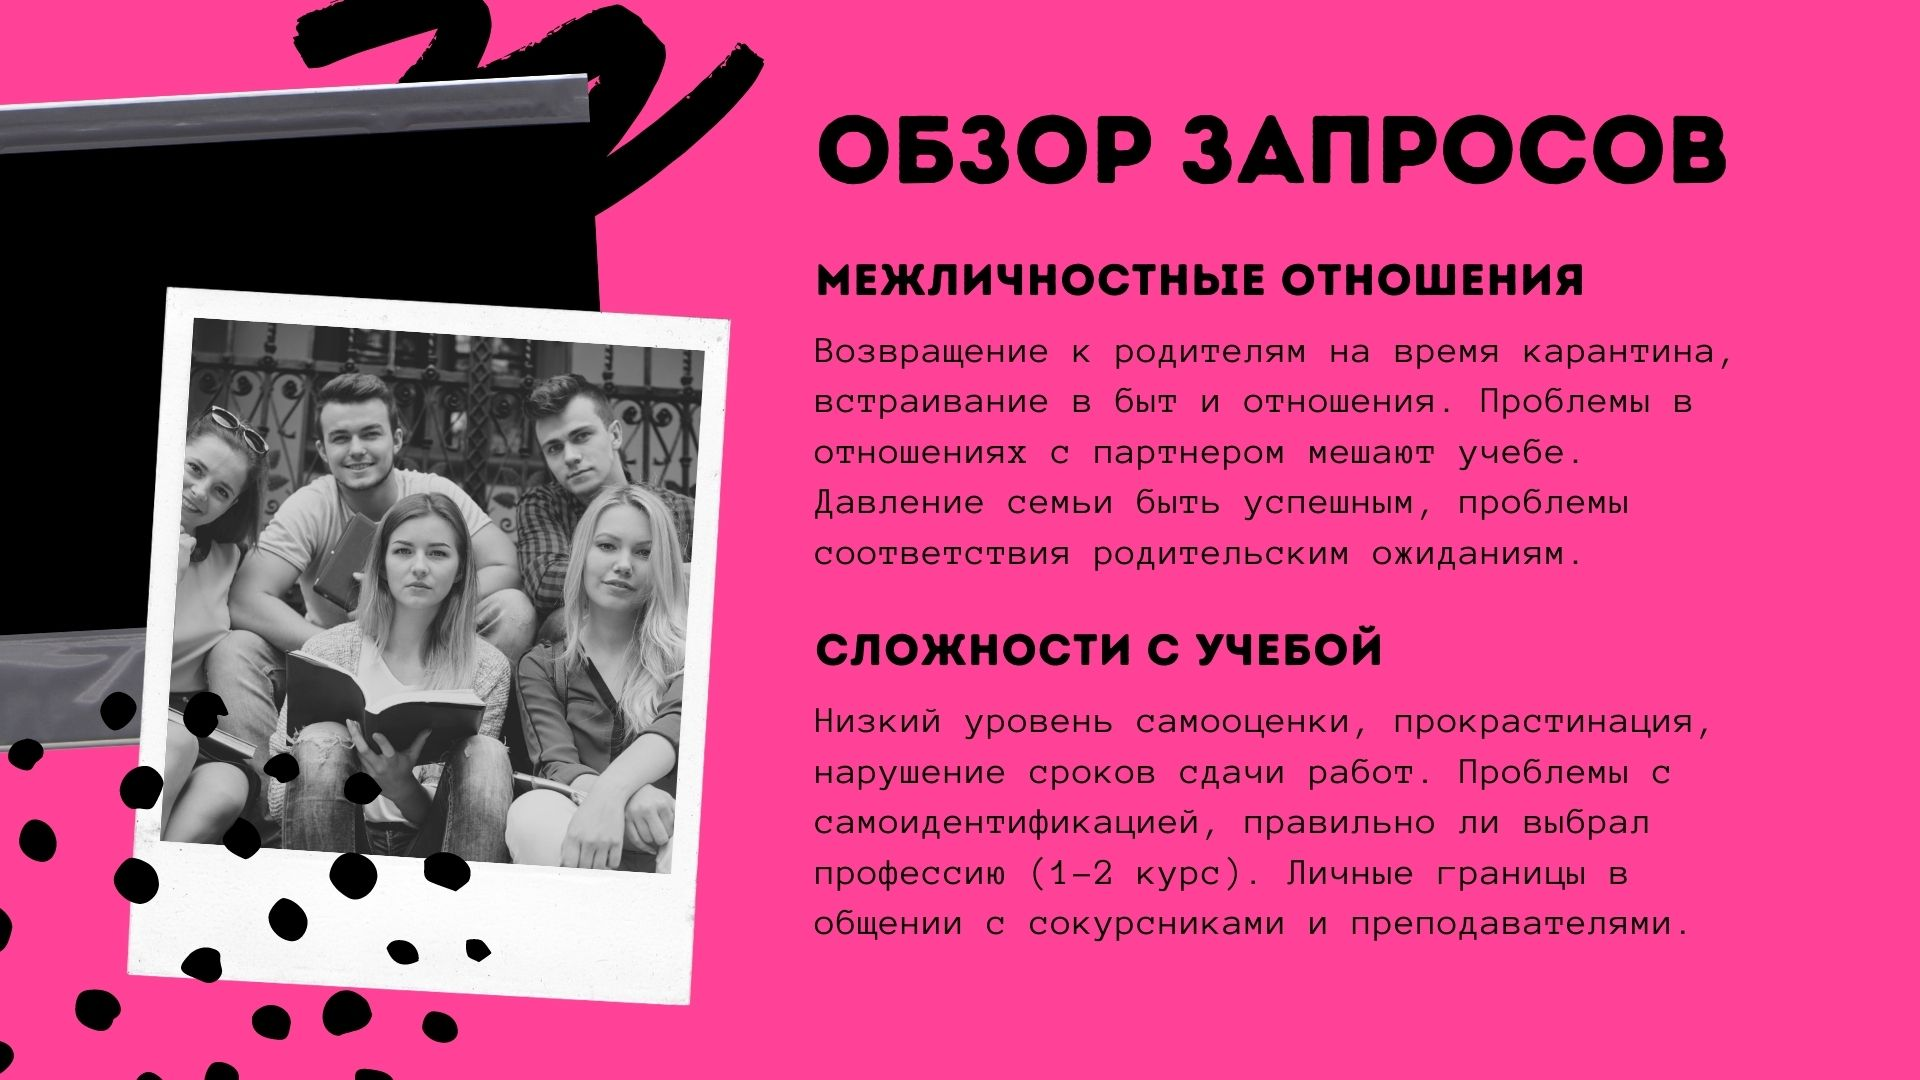 ОБЗОР ЗАПРОСОВ
МЕЖЛИЧНОСТНЫЕ ОТНОШЕНИЯ
Возвращение к родителям на время карантина,
встраивание в быт и отношения. Проблемы в
отношениях с партнером мешают учебе.
Давление семьи быть успешным, проблемы
соответствия родительским ожиданиям.
СЛОЖНОСТИ С УЧЕБОЙ
Низкий уровень самооценки, прокрастинация,
нарушение сроков сдачи работ. Проблемы с
самоидентификацией, правильно ли выбрал
профессию (1-2 курс). Личные границы в
общении с сокурсниками и преподавателями.